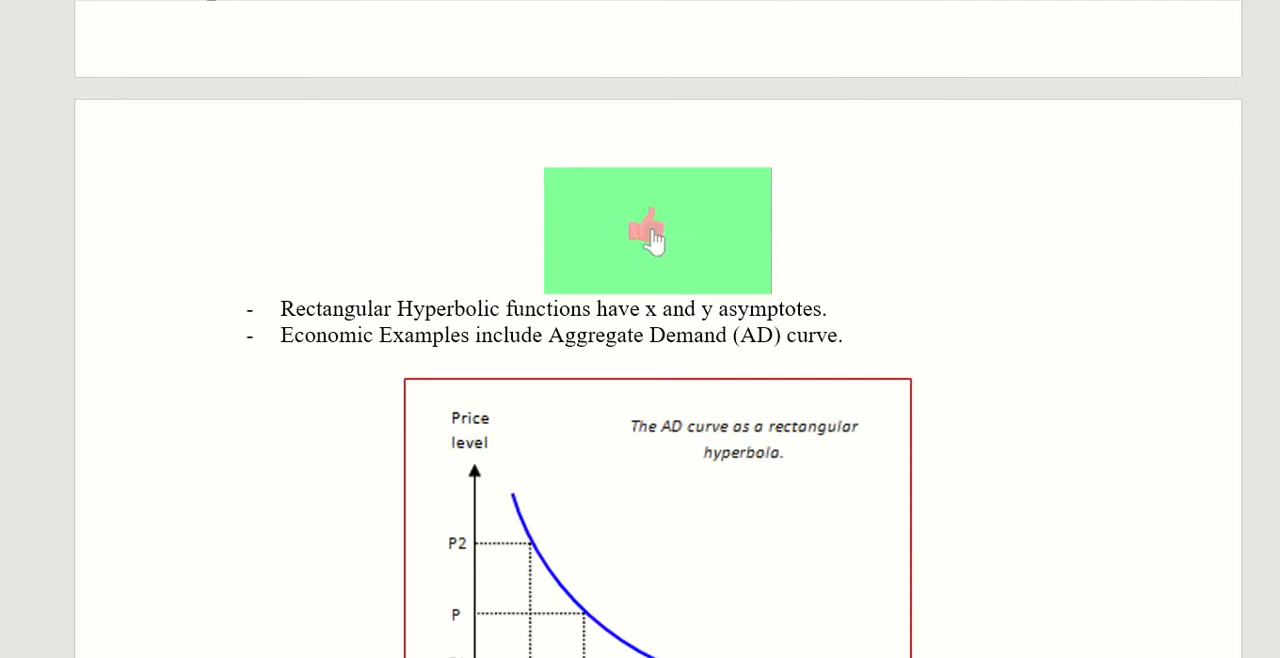 - Rectangular Hyperbolic functions have x and y asymptotes.
- Economic Examples include Aggregate Demand (AD) curve.
Price
level
The AD curve as a rectangular
hyperbola.
P2
P